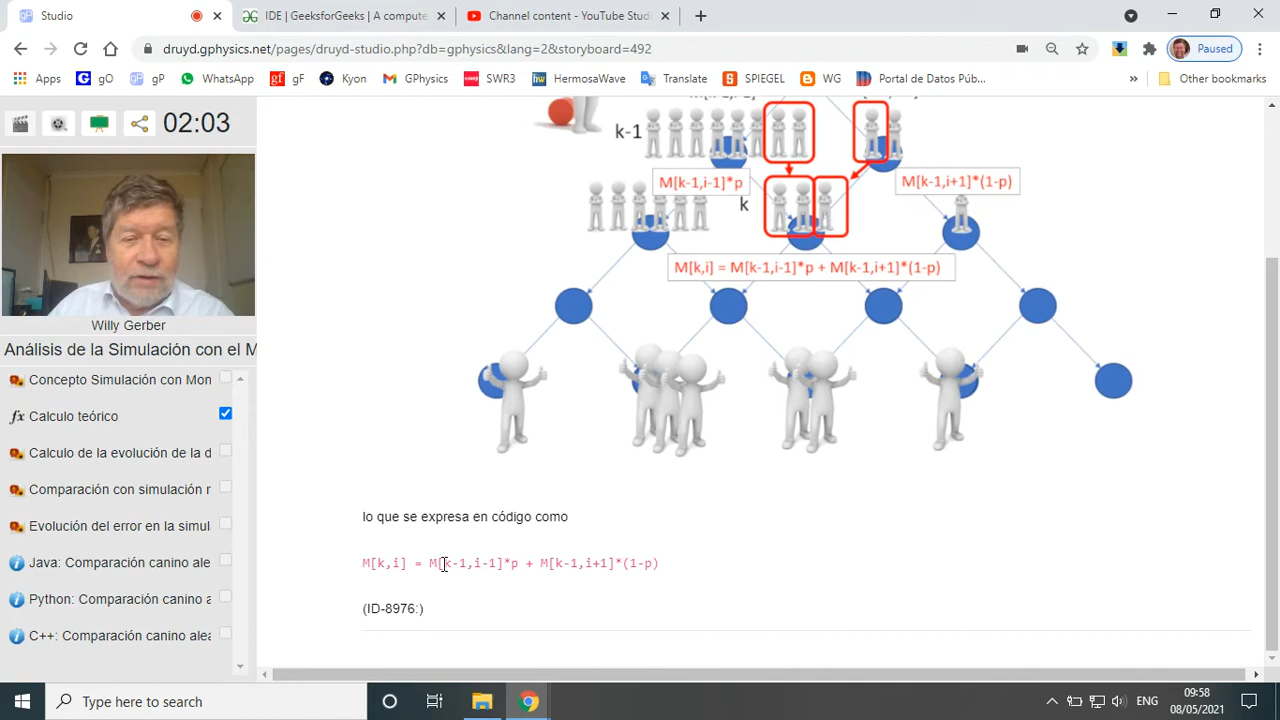 Studio
IDE | GeeksforGeeks | A compute
Channel content - YouTube Studi
druyd.gphysics.net/pages/druyd-studio.php?db=gphysics&lang=2&storyboard=492
Paused
Apps
gO
gP
WhatsApp
gF
Kyon
GPhysics
SWR3
HermosaWave
Translate
SPIEGEL
WG
Portal de Datos Púb...
Other bookmarks
02:03
Willy Gerber
Análisis de la Simulación con el M
Concepto Simulación con Mon
fx Calculo teórico
Calculo de la evolución de la d
Comparación con simulación r
Evolución del error en la simul
Java: Comparación camino ale
Python: Comparación camino a
C++: Comparación camino alea
k-1
M[k-1,i-1]*p
M[k-1,i+1]*(1-p)
k
M[k,i] = M[k-1,i-1]*p + M[k-1,i+1]*(1-p)
lo que se expresa en código como
M[k,i] = M[k-1,i-1]*p + M[k-1,i+1]*(1-p)
(ID-8976:)
Type here to search
ENG
09:58
08/05/2021